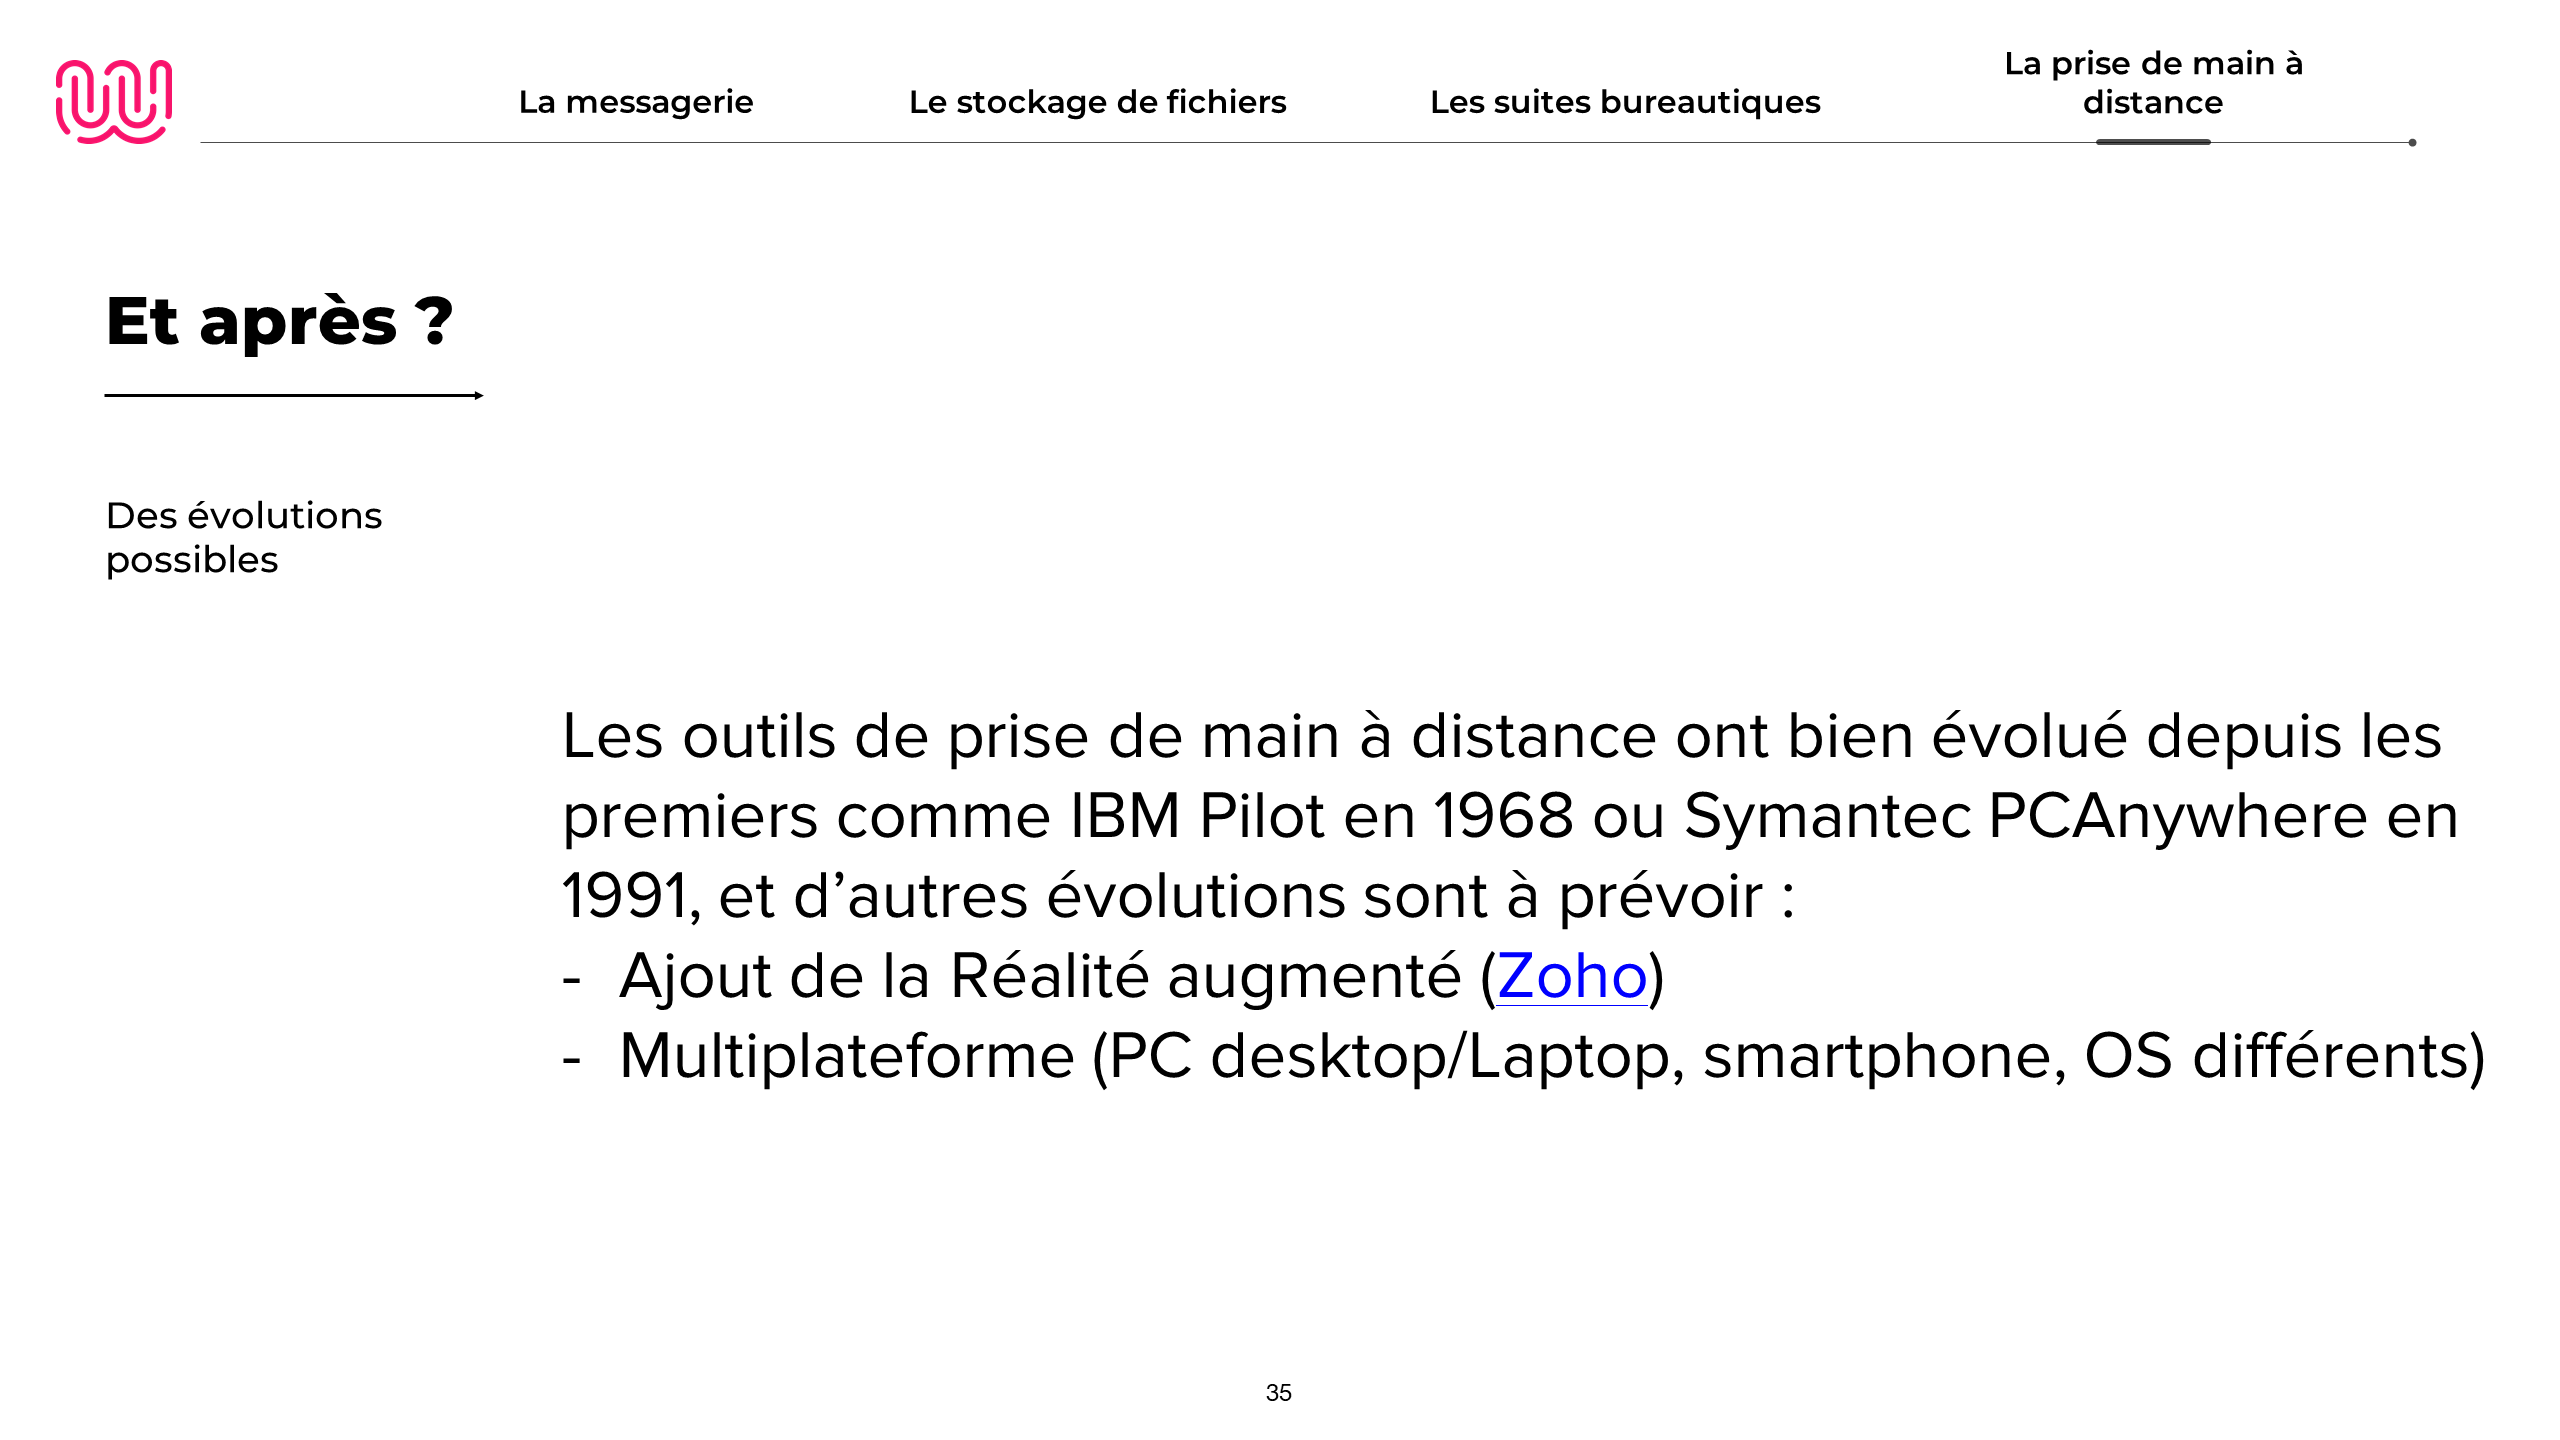 La messagerie
Le stockage de fichiers
Les suites bureautiques
La prise de main à
distance
Et après ?
Des évolutions
possibles
Les outils de prise de main à distance ont bien évolué depuis les
premiers comme IBM Pilot en 1968 ou Symantec PCAnywhere en
1991, et d’autres évolutions sont à prévoir :
- Ajout de la Réalité augmenté (Zoho)
- Multiplateforme (PC desktop/Laptop, smartphone, OS différents)
35